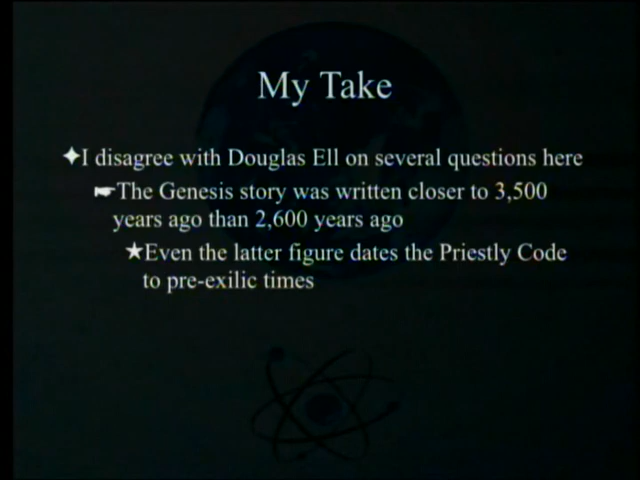 My Take
✦I disagree with Douglas Ell on several questions here
☛The Genesis story was written closer to 3,500
years ago than 2,600 years ago
★Even the latter figure dates the Priestly Code
to pre-exilic times